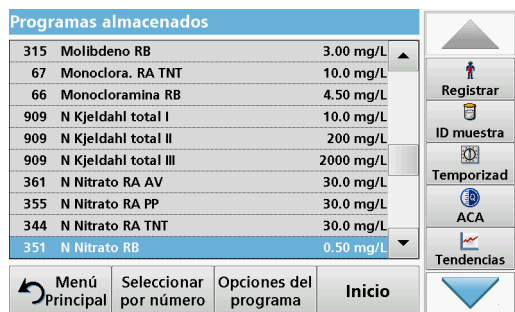 Programas almacenados
315 Molibdeno RB 3.00 mg/L
67 Monoclora. RA TNT 10.0 mg/L
66 Monocloramina RB 4.50 mg/L
909 N Kjeldahl total I 10.0 mg/L
909 N Kjeldahl total II 200 mg/L
909 N Kjeldahl total III 2000 mg/L
361 N Nitrato RA AV 30.0 mg/L
355 N Nitrato RA PP 30.0 mg/L
344 N Nitrato RA TNT 30.0 mg/L
351 N Nitrato RB 0.50 mg/L
Registrar
ID muestra
Temporizad
ACA
Tendencias
Menú
Principal
Seleccionar
por número
Opciones del
programa
Inicio